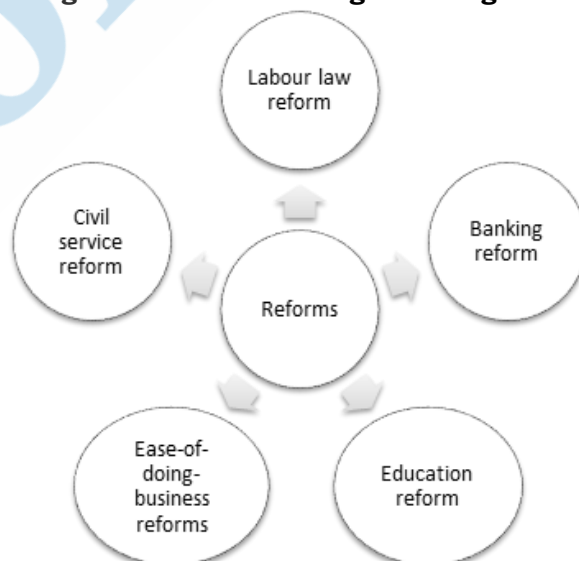 Labour law
reform
Civil
service
reform
Banking
reform
Reforms
Ease-of-
doing-
business
reforms
Education
reform